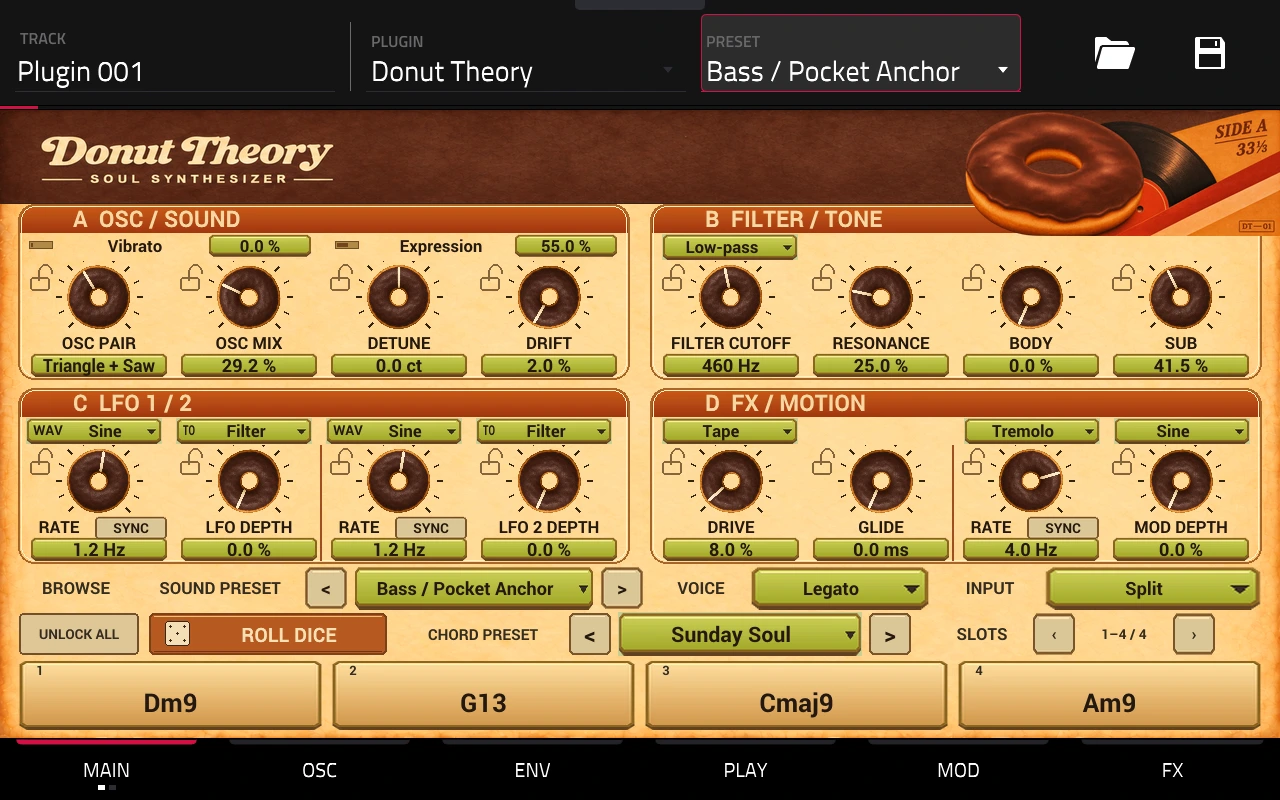 TRACK
Plugin 001
PLUGIN
Donut Theory
PRESET
Bass / Pocket Anchor
Donut Theory
SOUL SYNTHESIZER
SIDE A
33⅓
DT—01
A OSC / SOUND
Vibrato 0.0 % Expression 55.0 %
OSC PAIR OSC MIX DETUNE DRIFT
Triangle + Saw 29.2 % 0.0 ct 2.0 %
B FILTER / TONE
Low-pass
FILTER CUTOFF RESONANCE BODY SUB
460 Hz 25.0 % 0.0 % 41.5 %
C LFO 1 / 2
WAV Sine TO Filter WAV Sine TO Filter
RATE SYNC LFO DEPTH RATE SYNC LFO 2 DEPTH
1.2 Hz 0.0 % 1.2 Hz 0.0 %
D FX / MOTION
Tape Tremolo Sine
DRIVE GLIDE RATE SYNC MOD DEPTH
8.0 % 0.0 ms 4.0 Hz 0.0 %
BROWSE SOUND PRESET < Bass / Pocket Anchor > VOICE Legato INPUT Split
UNLOCK ALL ROLL DICE CHORD PRESET < Sunday Soul > SLOTS ‹ 1–4 / 4 ›
1 Dm9
2 G13
3 Cmaj9
4 Am9
MAIN OSC ENV PLAY MOD FX